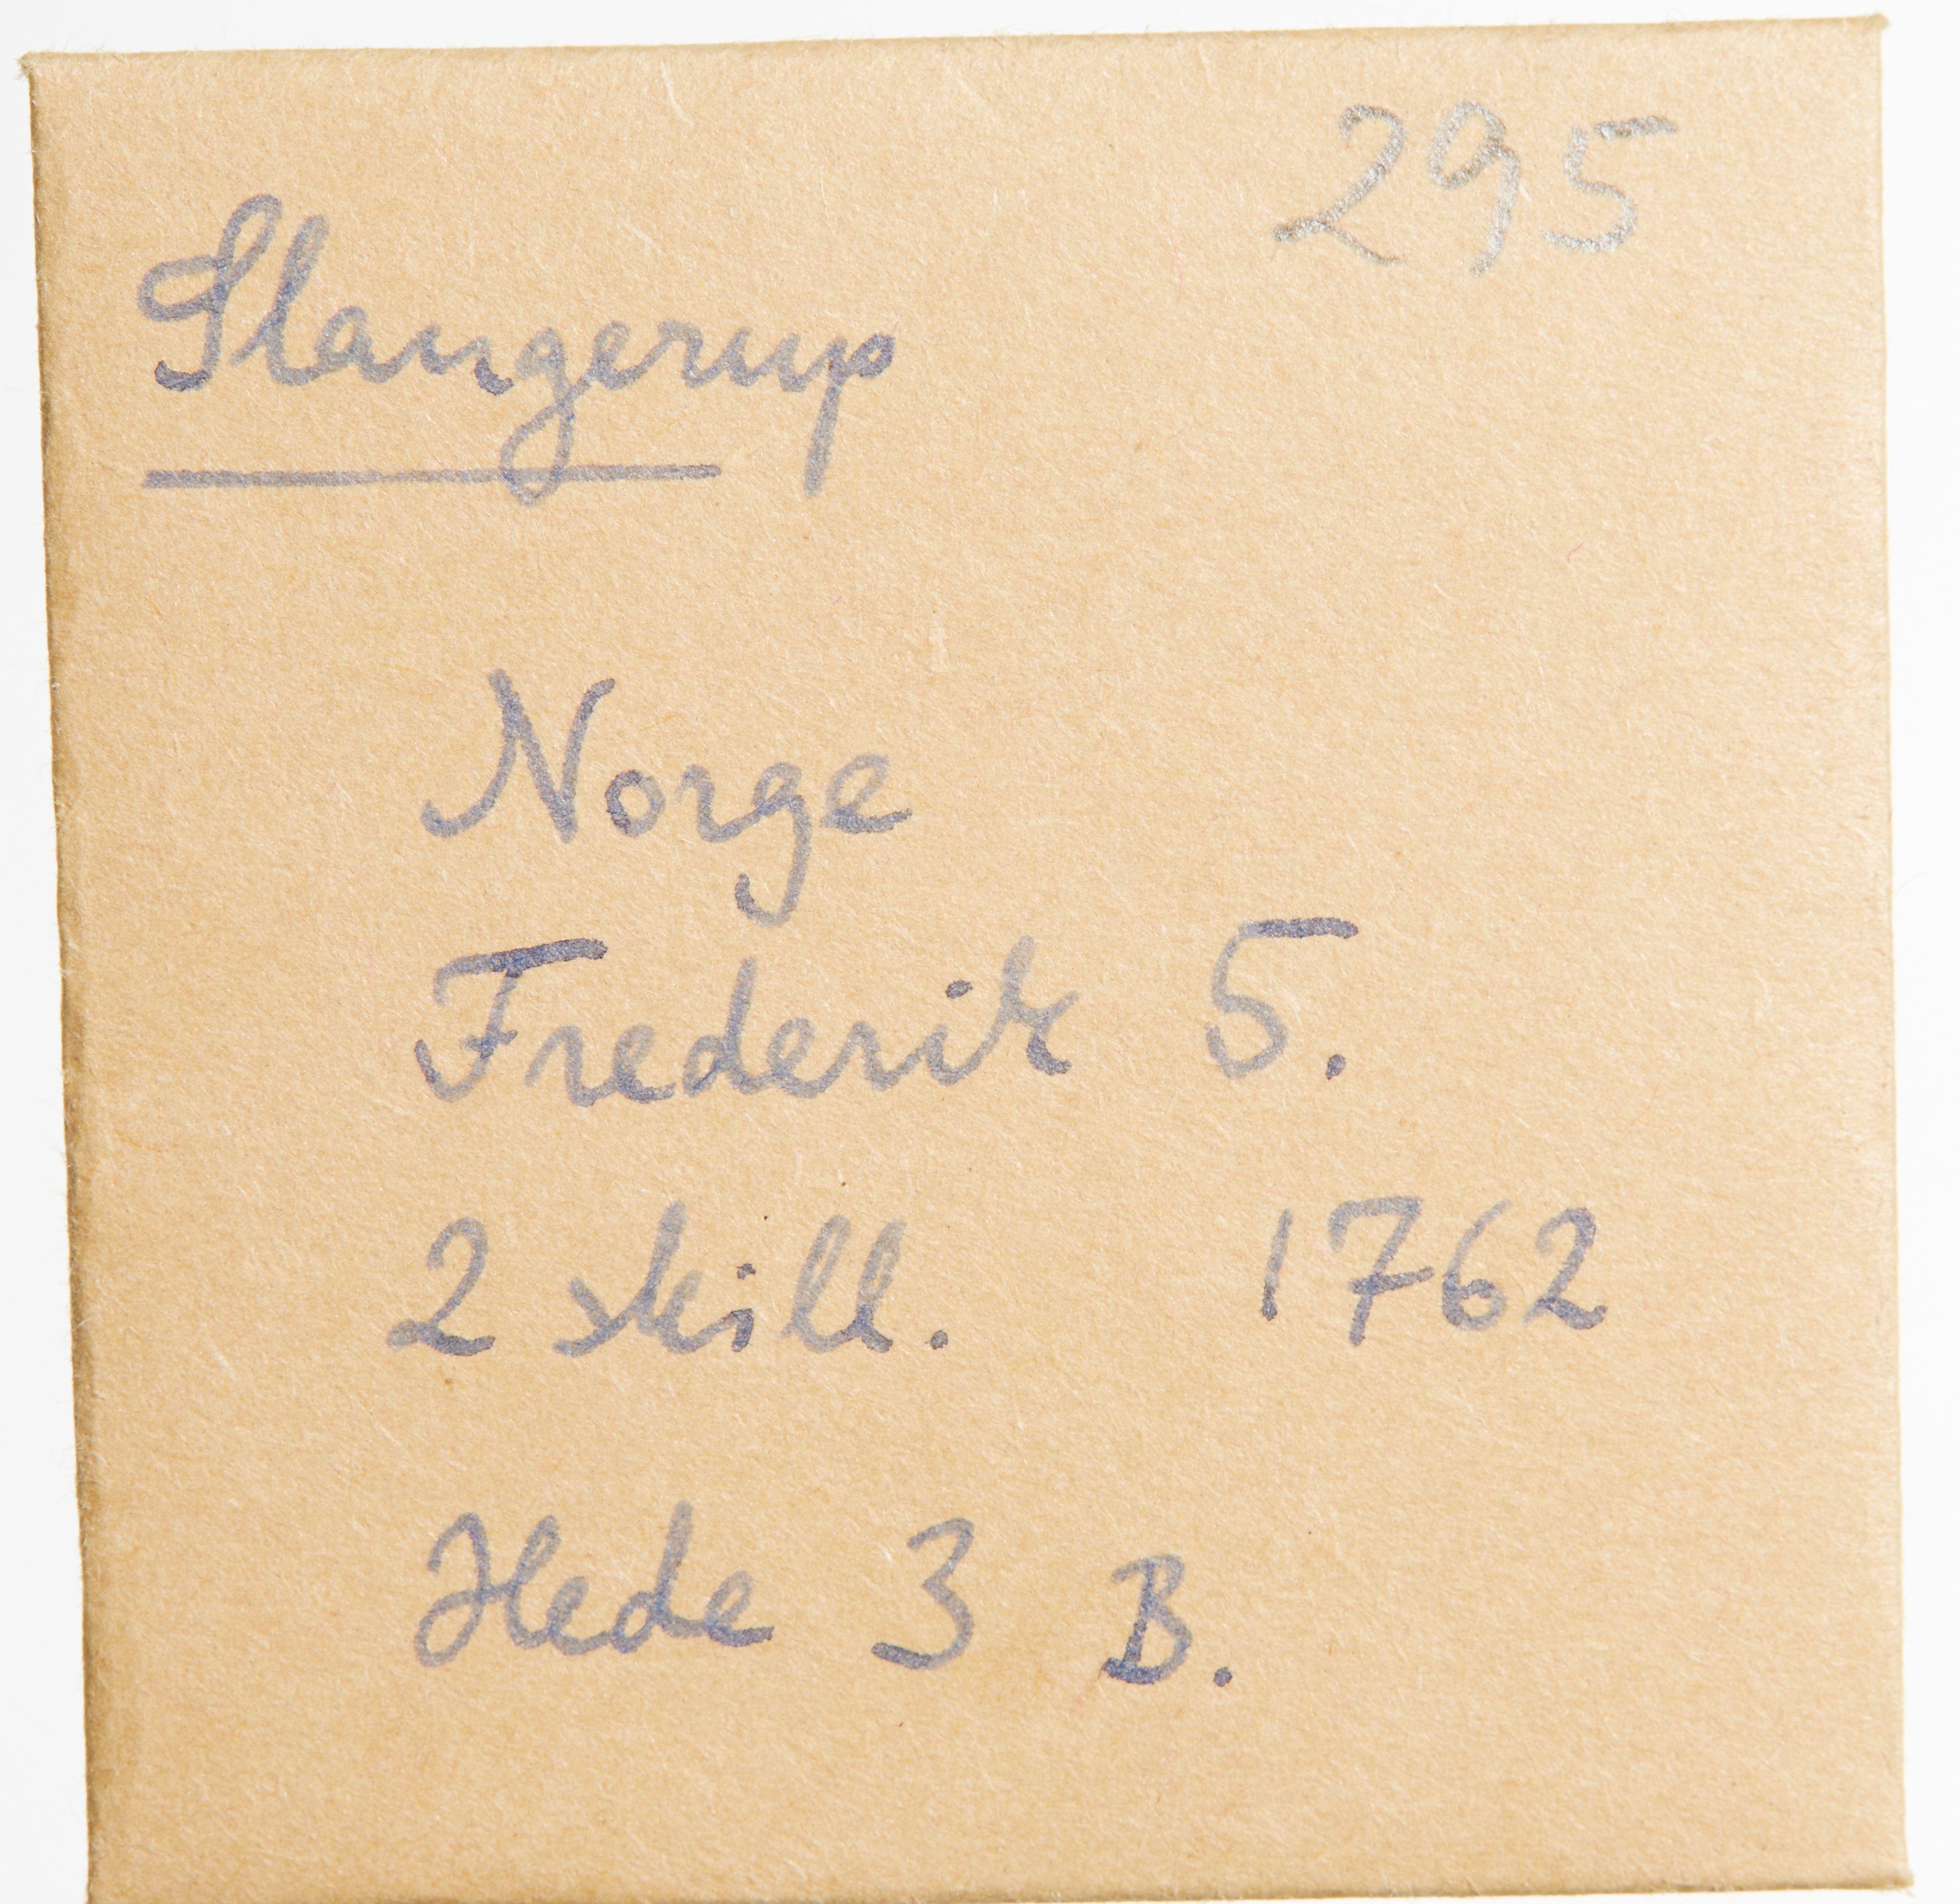 295
Slangerup
Norge
Frederik 5.
2 skill. 1762
Hede 3 B.